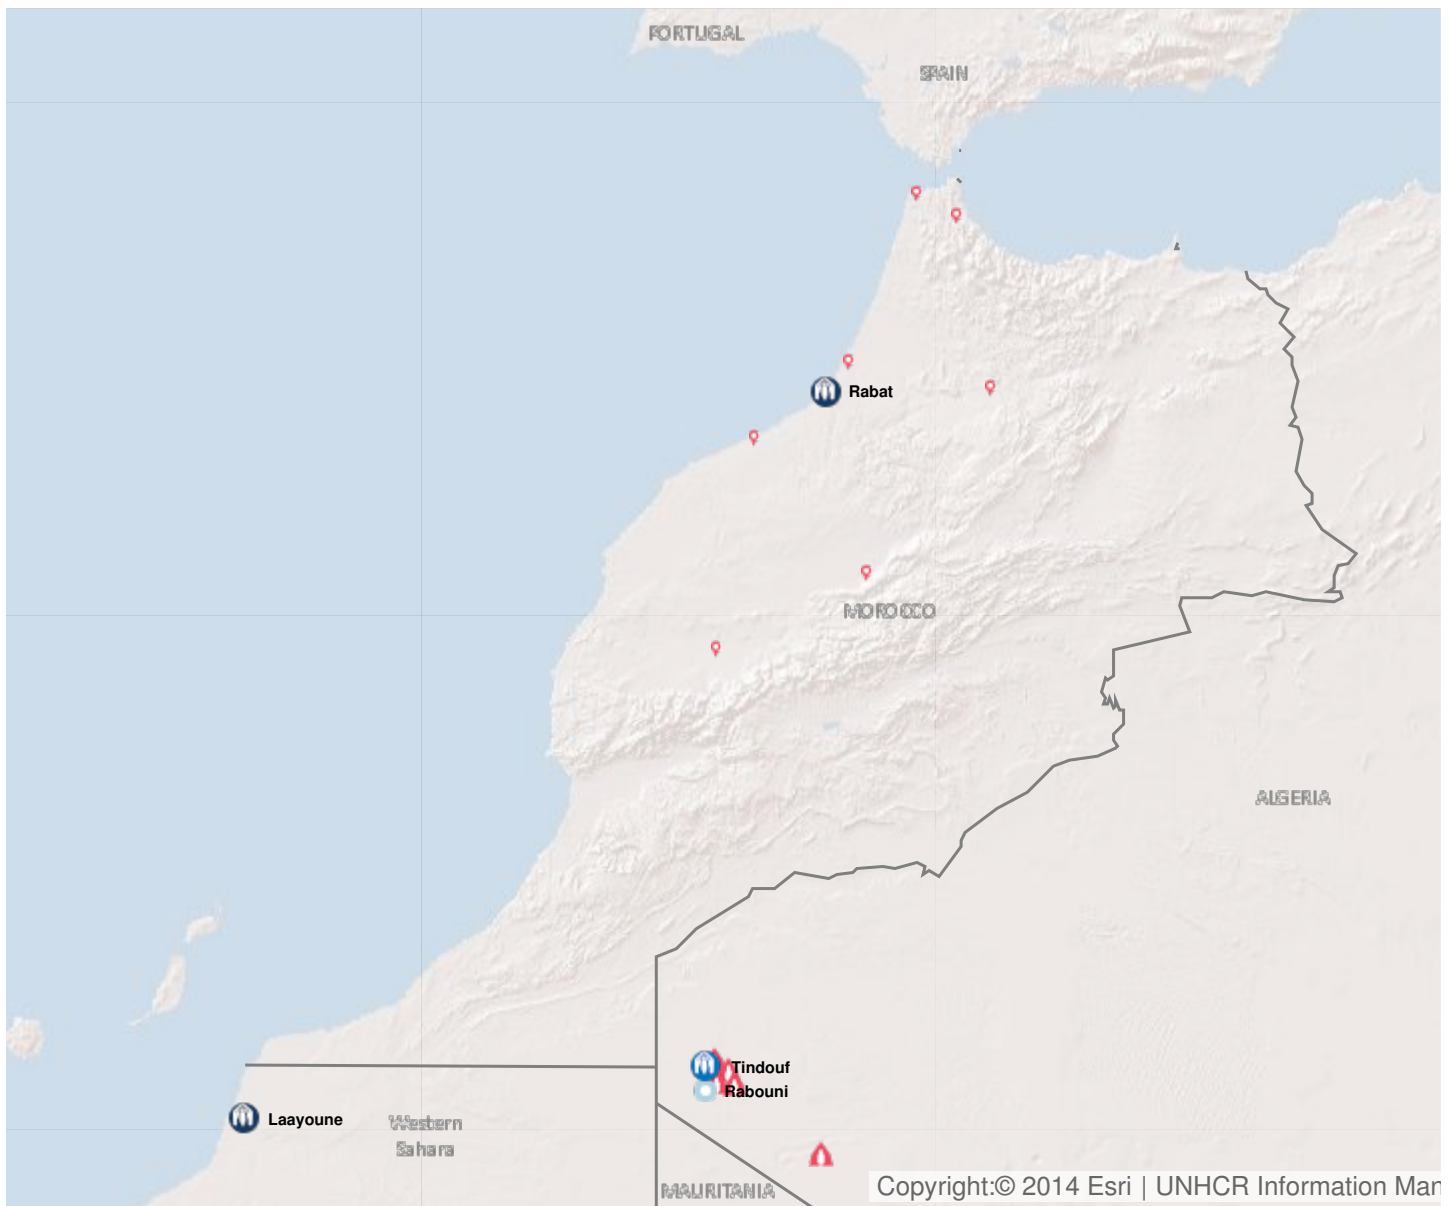 PORTUGAL
SPAIN
Rabat
MOROCCO
ALGERIA
Tindouf
Rabouni
Laayoune
Western
Sahara
MAURITANIA
Copyright:© 2014 Esri | UNHCR Information Man